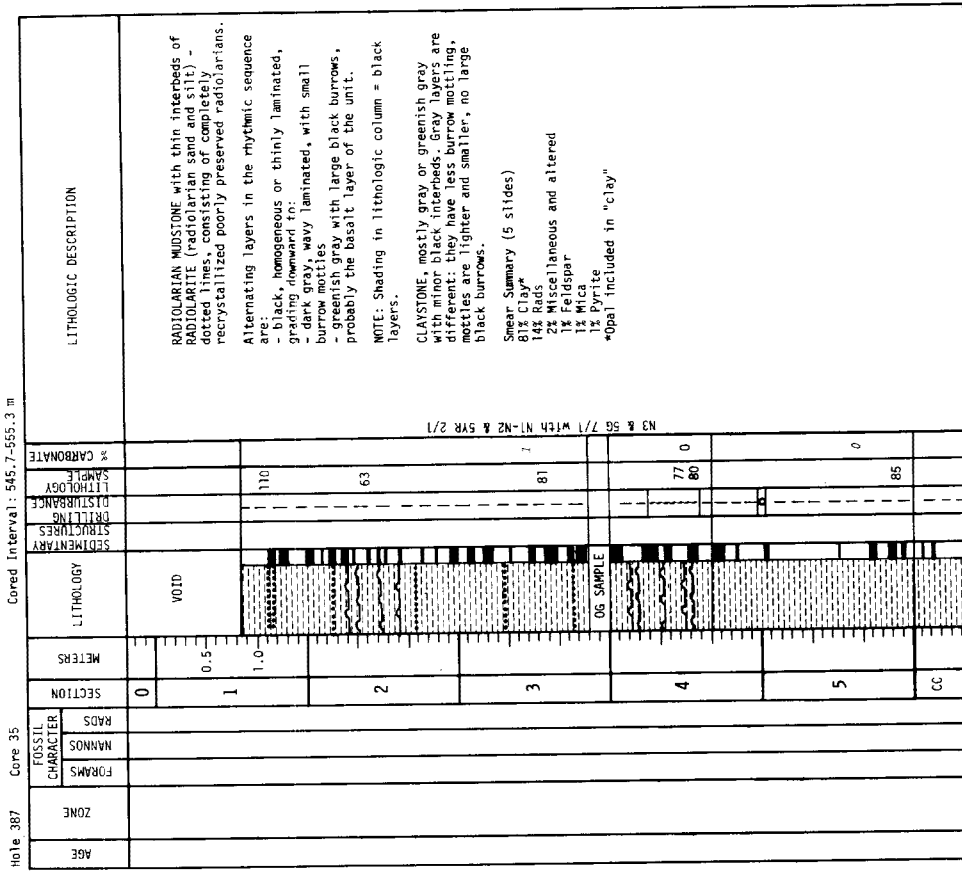 Hole 387 Core 35 Cored Interval: 545.7-555.3 m
AGE
ZONE
FOSSIL
CHARACTER
FORAMS
NANNOS
RADS
SECTION
METERS
LITHOLOGY
SEDIMENTARY
STRUCTURES
DRILLING
DISTURBANCE
LITHOLOGY
SAMPLE
% CARBONATE
LITHOLOGIC DESCRIPTION
0
1
0.5
1.0
VOID
2
3
OG SAMPLE
4
5
CC
110
63
81
77
80
85
1
0
0
N3 & 5G 7/1 with N1-N2 & 5YR 2/1
RADIOLARIAN MUDSTONE with thin interbeds of
RADIOLARITE (radiolarian sand and silt) -
dotted lines, consisting of completely
recrystallized poorly preserved radiolarians.
Alternating layers in the rhythmic sequence
are:
- black, homogeneous or thinly laminated,
grading downward to:
- dark gray, wavy laminated, with small
burrow mottles
- greenish gray with large black burrows,
probably the basalt layer of the unit.
NOTE: Shading in lithologic column = black
layers.
CLAYSTONE, mostly gray or greenish gray
with minor black interbeds. Gray layers are
different: they have less burrow mottling,
mottles are lighter and smaller, no large
black burrows.
Smear Summary (5 slides)
81% Clay*
14% Rads
2% Miscellaneous and altered
1% Feldspar
1% Mica
1% Pyrite
*Opal included in "clay"